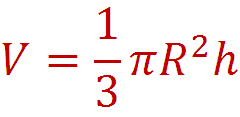 V = 1/3 πR²h